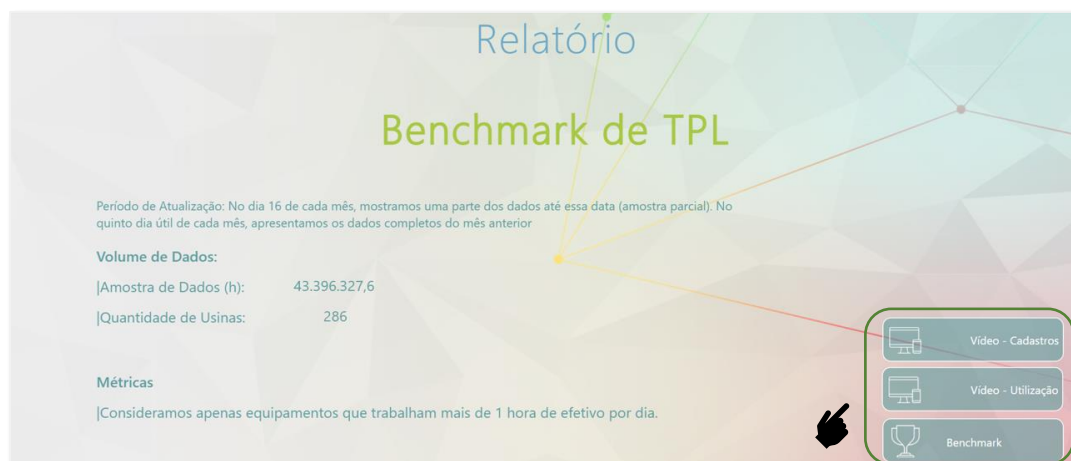 Relatório
Benchmark de TPL
Período de Atualização: No dia 16 de cada mês, mostramos uma parte dos dados até essa data (amostra parcial). No
quinto dia útil de cada mês, apresentamos os dados completos do mês anterior
Volume de Dados:
|Amostra de Dados (h): 43.396.327,6
|Quantidade de Usinas: 286
Métricas
|Consideramos apenas equipamentos que trabalham mais de 1 hora de efetivo por dia.
Vídeo - Cadastros
Vídeo - Utilização
Benchmark